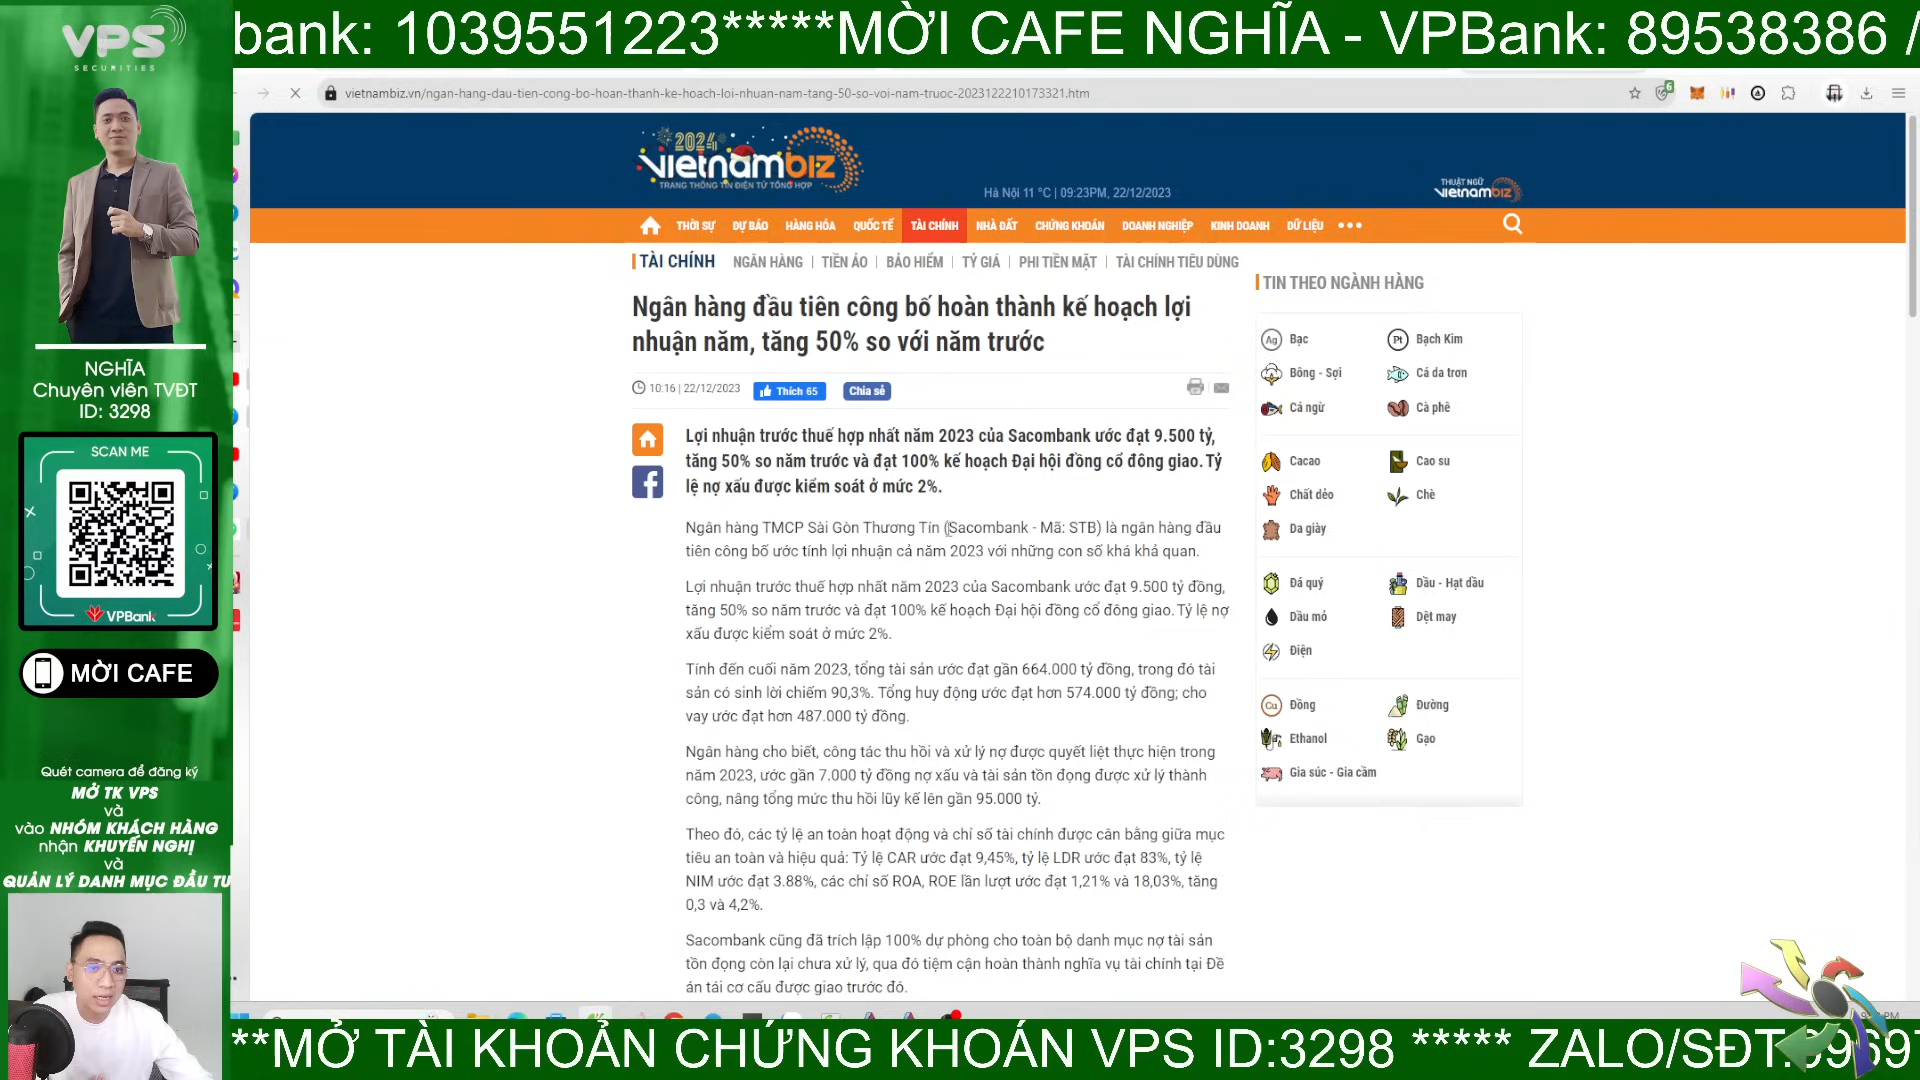 bank: 1039551223*****MỜI CAFE NGHĨA - VPBank: 89538386 /
VPS
SECURITIES
NGHĨA
Chuyên viên TVĐT
ID: 3298
SCAN ME
VPBank
MỜI CAFE
Quét camera để đăng ký
MỞ TK VPS
và
vào NHÓM KHÁCH HÀNG
nhận KHUYẾN NGHỊ
và
QUẢN LÝ DANH MỤC ĐẦU TƯ
vietnambiz.vn/ngan-hang-dau-tien-cong-bo-hoan-thanh-ke-hoach-loi-nhuan-nam-tang-50-so-voi-nam-truoc-2023122210173321.htm
6
2024
vietnambiz
TRANG THÔNG TIN ĐIỆN TỬ TỔNG HỢP
Hà Nội 11 °C | 09:23PM, 22/12/2023
THUẬT NGỮ
vietnambiz
THỜI SỰ DỰ BÁO HÀNG HÓA QUỐC TẾ TÀI CHÍNH NHÀ ĐẤT CHỨNG KHOÁN DOANH NGHIỆP KINH DOANH DỮ LIỆU
TÀI CHÍNH NGÂN HÀNG | TIỀN ẢO | BẢO HIỂM | TỶ GIÁ | PHI TIỀN MẶT | TÀI CHÍNH TIÊU DÙNG
Ngân hàng đầu tiên công bố hoàn thành kế hoạch lợi
nhuận năm, tăng 50% so với năm trước
10:16 | 22/12/2023 Thích 65 Chia sẻ
Lợi nhuận trước thuế hợp nhất năm 2023 của Sacombank ước đạt 9.500 tỷ,
tăng 50% so năm trước và đạt 100% kế hoạch Đại hội đồng cổ đông giao. Tỷ
lệ nợ xấu được kiểm soát ở mức 2%.
Ngân hàng TMCP Sài Gòn Thương Tín (Sacombank - Mã: STB) là ngân hàng đầu
tiên công bố ước tính lợi nhuận cả năm 2023 với những con số khá khả quan.
Lợi nhuận trước thuế hợp nhất năm 2023 của Sacombank ước đạt 9.500 tỷ đồng,
tăng 50% so năm trước và đạt 100% kế hoạch Đại hội đồng cổ đông giao. Tỷ lệ nợ
xấu được kiểm soát ở mức 2%.
Tính đến cuối năm 2023, tổng tài sản ước đạt gần 664.000 tỷ đồng, trong đó tài
sản có sinh lời chiếm 90,3%. Tổng huy động ước đạt hơn 574.000 tỷ đồng; cho
vay ước đạt hơn 487.000 tỷ đồng.
Ngân hàng cho biết, công tác thu hồi và xử lý nợ được quyết liệt thực hiện trong
năm 2023, ước gần 7.000 tỷ đồng nợ xấu và tài sản tồn đọng được xử lý thành
công, nâng tổng mức thu hồi lũy kế lên gần 95.000 tỷ.
Theo đó, các tỷ lệ an toàn hoạt động và chỉ số tài chính được cân bằng giữa mục
tiêu an toàn và hiệu quả: Tỷ lệ CAR ước đạt 9,45%, tỷ lệ LDR ước đạt 83%, tỷ lệ
NIM ước đạt 3.88%, các chỉ số ROA, ROE lần lượt ước đạt 1,21% và 18,03%, tăng
0,3 và 4,2%.
Sacombank cũng đã trích lập 100% dự phòng cho toàn bộ danh mục nợ tài sản
tồn đọng còn lại chưa xử lý, qua đó tiệm cận hoàn thành nghĩa vụ tài chính tại Đề
án tái cơ cấu được giao trước đó.
TIN THEO NGÀNH HÀNG
Ag Bạc Pt Bạch Kim
Bông - Sợi Cá da trơn
Cá ngừ Cà phê
Cacao Cao su
Chất dẻo Chè
Da giày
Đá quý Dầu - Hạt dầu
Dầu mỏ Dệt may
Điện
Cu Đồng Đường
Ethanol Gạo
Gia súc - Gia cầm
**MỞ TÀI KHOẢN CHỨNG KHOÁN VPS ID:3298 ***** ZALO/SĐT: